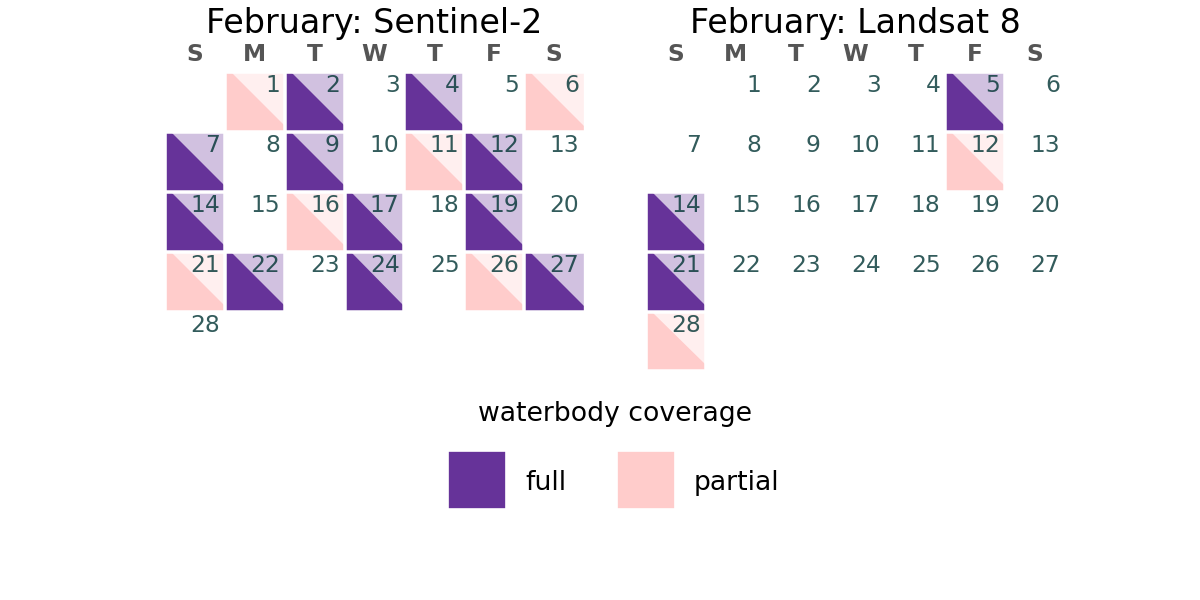 February: Sentinel-2
S M T W T F S
1 2 3 4 5 6
7 8 9 10 11 12 13
14 15 16 17 18 19 20
21 22 23 24 25 26 27
28
February: Landsat 8
S M T W T F S
1 2 3 4 5 6
7 8 9 10 11 12 13
14 15 16 17 18 19 20
21 22 23 24 25 26 27
28
waterbody coverage
full partial